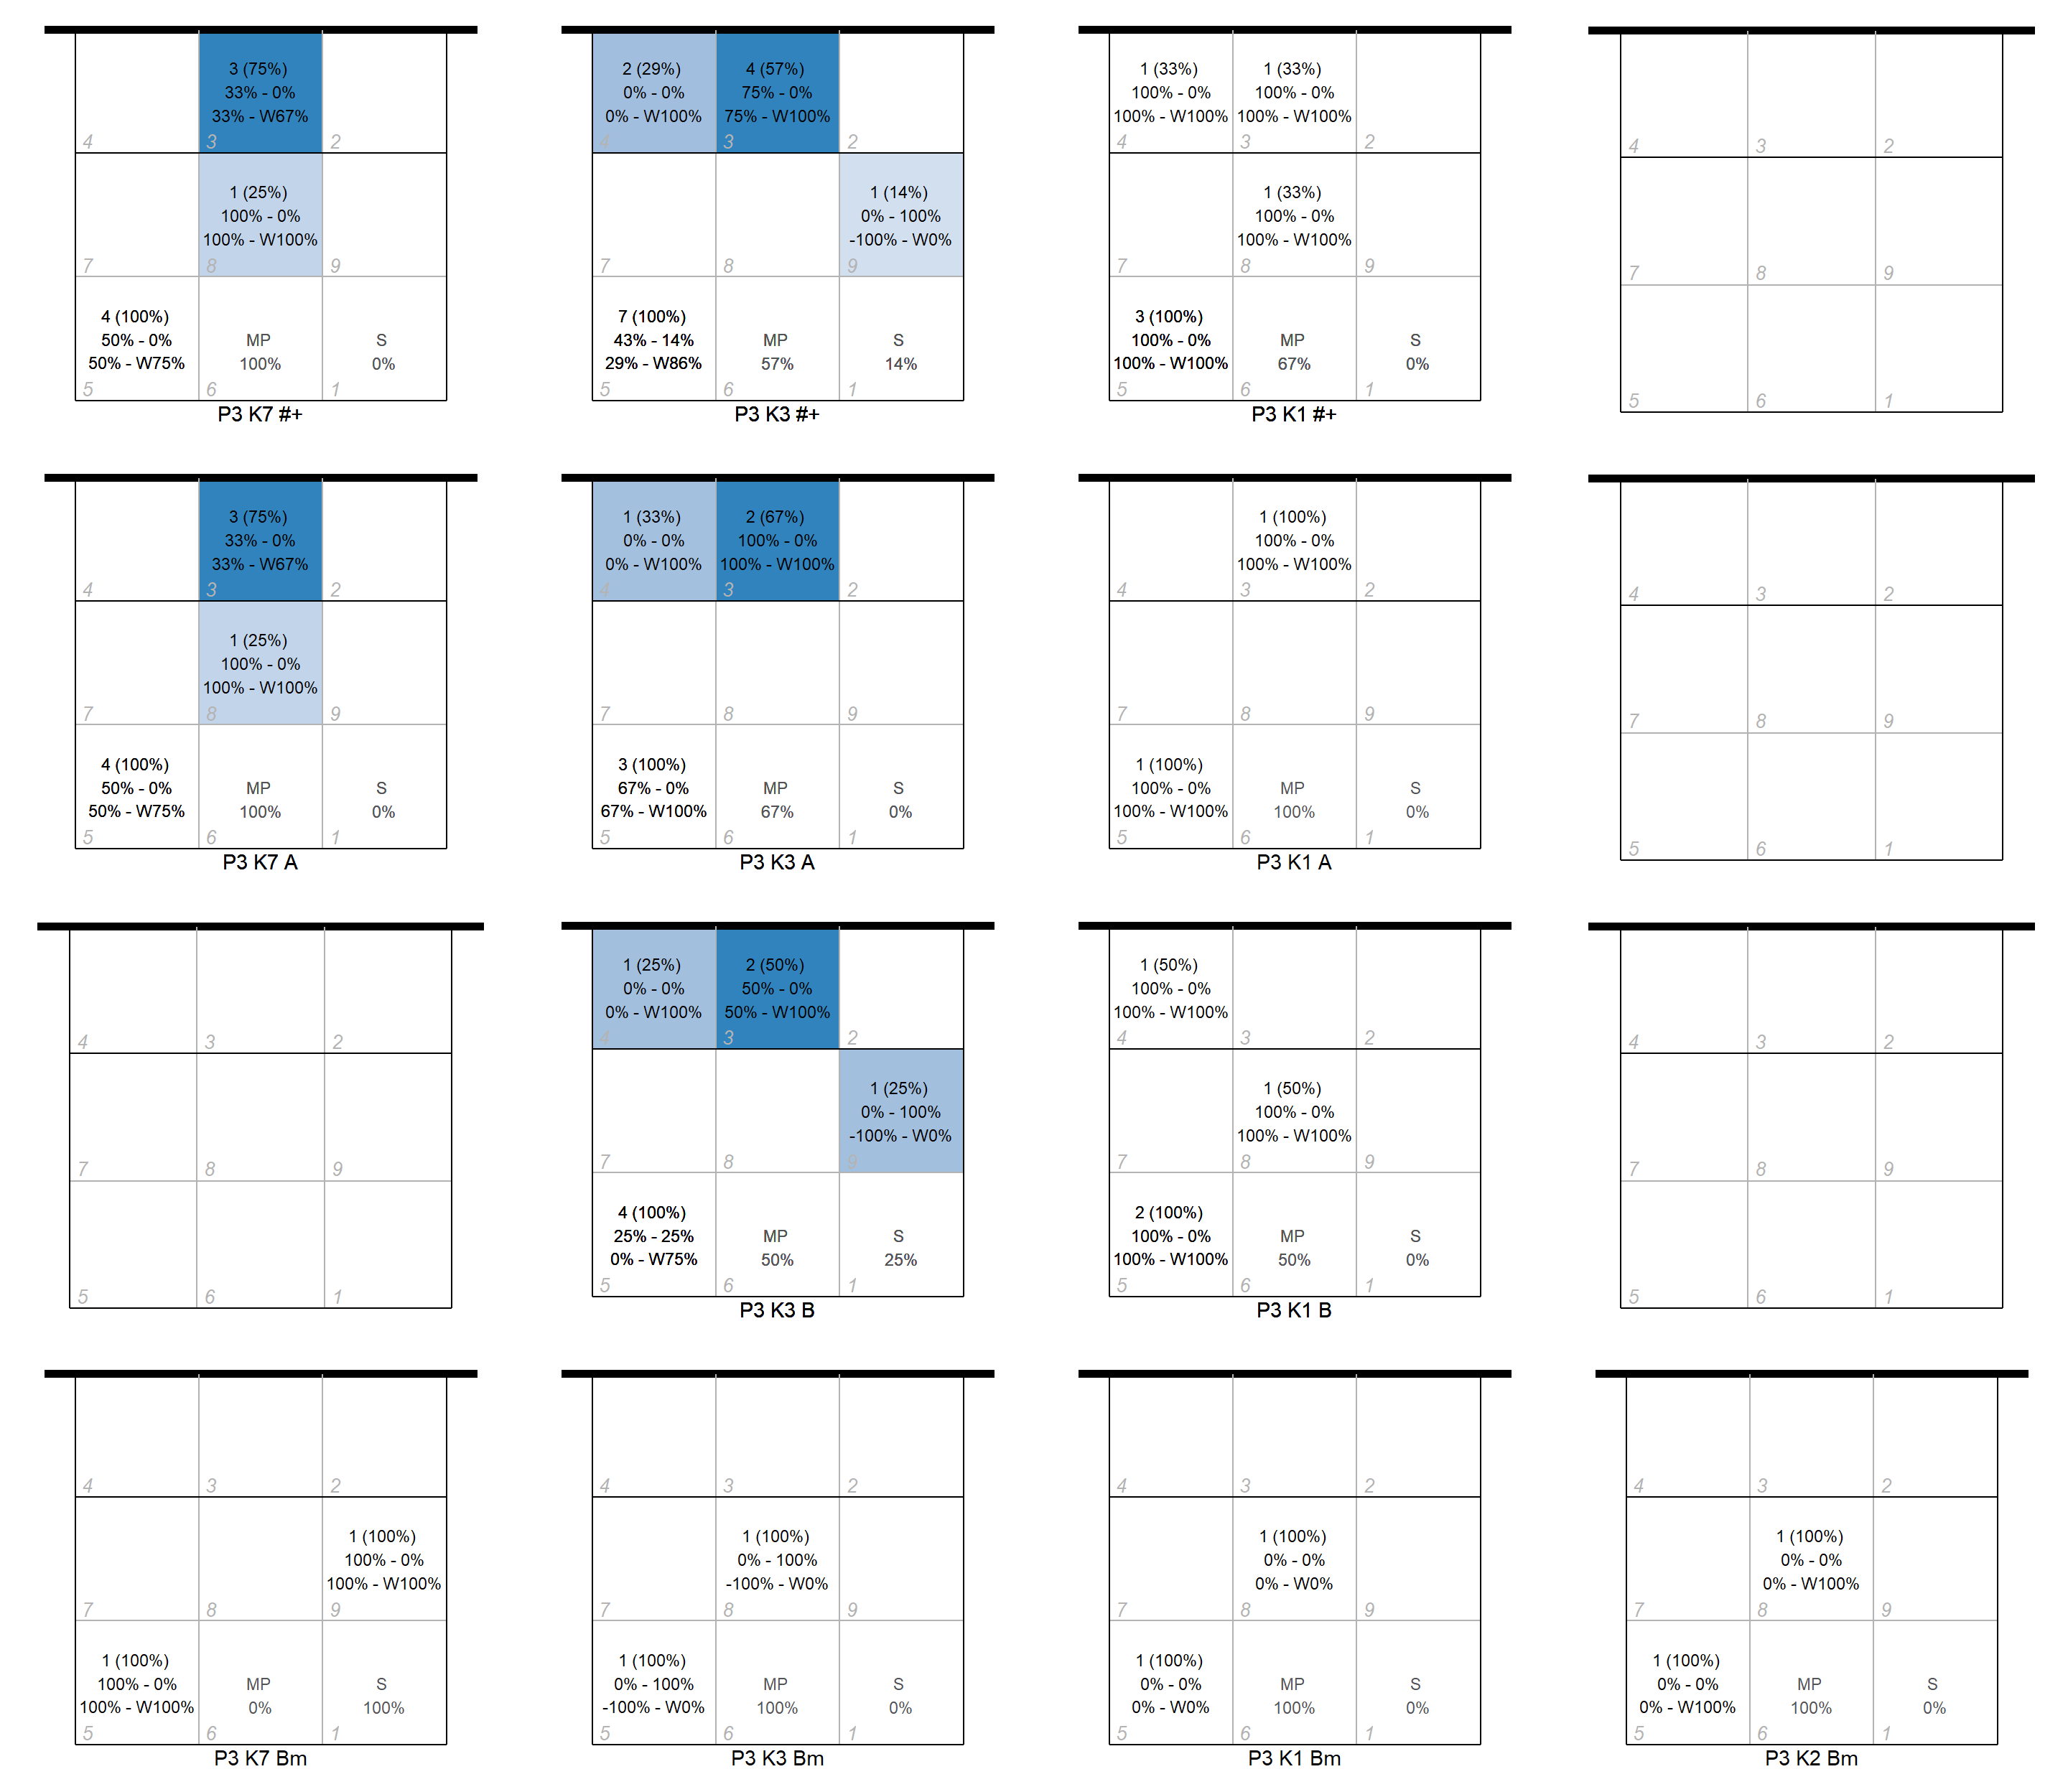 3 (75%)
33% - 0%
33% - W67%
4
3
2
1 (25%)
100% - 0%
100% - W100%
7
8
9
4 (100%)
50% - 0%
50% - W75%
MP
100%
S
0%
5
6
1
P3 K7 #+
2 (29%)
0% - 0%
0% - W100%
4 (57%)
75% - 0%
75% - W100%
4
3
2
1 (14%)
0% - 100%
-100% - W0%
7
8
9
7 (100%)
43% - 14%
29% - W86%
MP
57%
S
14%
5
6
1
P3 K3 #+
1 (33%)
100% - 0%
100% - W100%
1 (33%)
100% - 0%
100% - W100%
4
3
2
1 (33%)
100% - 0%
100% - W100%
7
8
9
3 (100%)
100% - 0%
100% - W100%
MP
67%
S
0%
5
6
1
P3 K1 #+
4
3
2
7
8
9
5
6
1
3 (75%)
33% - 0%
33% - W67%
4
3
2
1 (25%)
100% - 0%
100% - W100%
7
8
9
4 (100%)
50% - 0%
50% - W75%
MP
100%
S
0%
5
6
1
P3 K7 A
1 (33%)
0% - 0%
0% - W100%
2 (67%)
100% - 0%
100% - W100%
4
3
2
7
8
9
3 (100%)
67% - 0%
67% - W100%
MP
67%
S
0%
5
6
1
P3 K3 A
1 (100%)
100% - 0%
100% - W100%
4
3
2
7
8
9
1 (100%)
100% - 0%
100% - W100%
MP
100%
S
0%
5
6
1
P3 K1 A
4
3
2
7
8
9
5
6
1
4
3
2
7
8
9
5
6
1
1 (25%)
0% - 0%
0% - W100%
2 (50%)
50% - 0%
50% - W100%
4
3
2
1 (25%)
0% - 100%
-100% - W0%
7
8
9
4 (100%)
25% - 25%
0% - W75%
MP
50%
S
25%
5
6
1
P3 K3 B
1 (50%)
100% - 0%
100% - W100%
4
3
2
1 (50%)
100% - 0%
100% - W100%
7
8
9
2 (100%)
100% - 0%
100% - W100%
MP
50%
S
0%
5
6
1
P3 K1 B
4
3
2
7
8
9
5
6
1
4
3
2
1 (100%)
100% - 0%
100% - W100%
7
8
9
1 (100%)
100% - 0%
100% - W100%
MP
0%
S
100%
5
6
1
P3 K7 Bm
4
3
2
1 (100%)
0% - 100%
-100% - W0%
7
8
9
1 (100%)
0% - 100%
-100% - W0%
MP
100%
S
0%
5
6
1
P3 K3 Bm
4
3
2
1 (100%)
0% - 0%
0% - W0%
7
8
9
1 (100%)
0% - 0%
0% - W0%
MP
100%
S
0%
5
6
1
P3 K1 Bm
4
3
2
1 (100%)
0% - 0%
0% - W100%
7
8
9
1 (100%)
0% - 0%
0% - W100%
MP
100%
S
0%
5
6
1
P3 K2 Bm